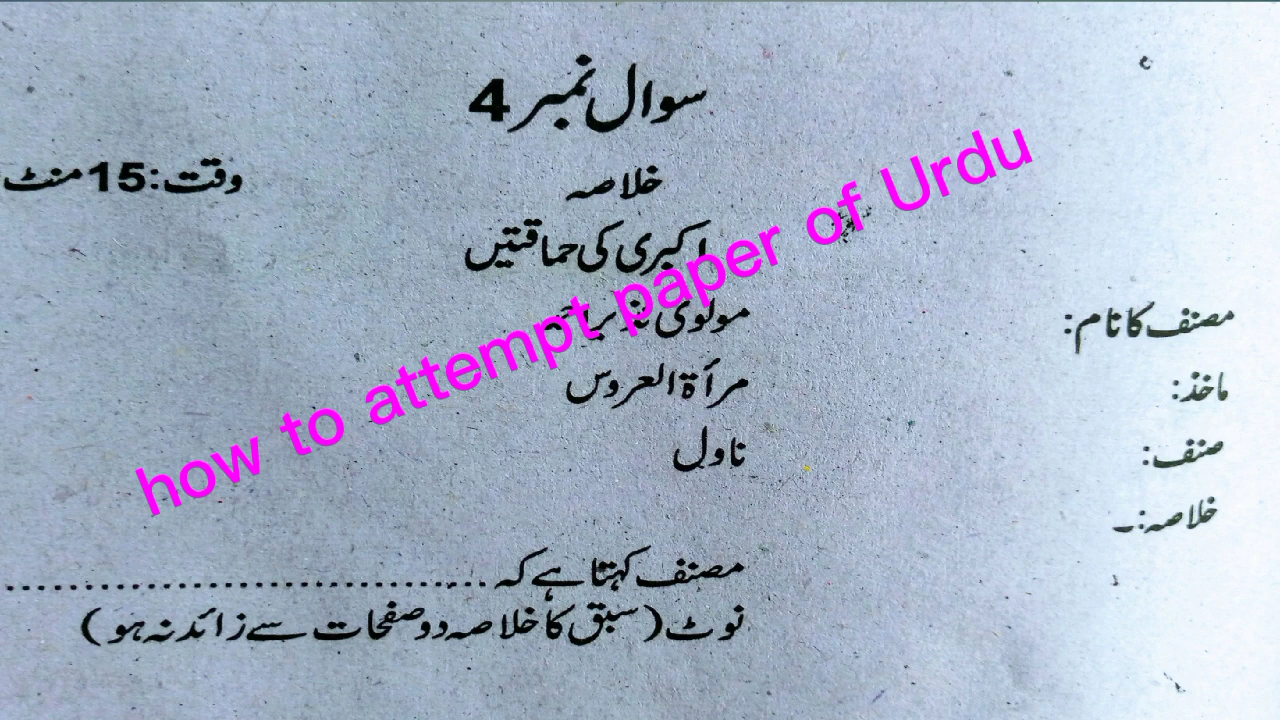 سوال نمبر 4
خلاصہ
وقت: 15 منٹ
اکبری کی حماقتیں
مصنف کا نام:
مولوی
ماخذ:
مرأۃ العروس
صنف:
ناول
خلاصہ:۔
مصنف کہتا ہے کہ................................
نوٹ (سبق کا خلاصہ دو صفحات سے زائد نہ ہو)
how to attempt paper of Urdu